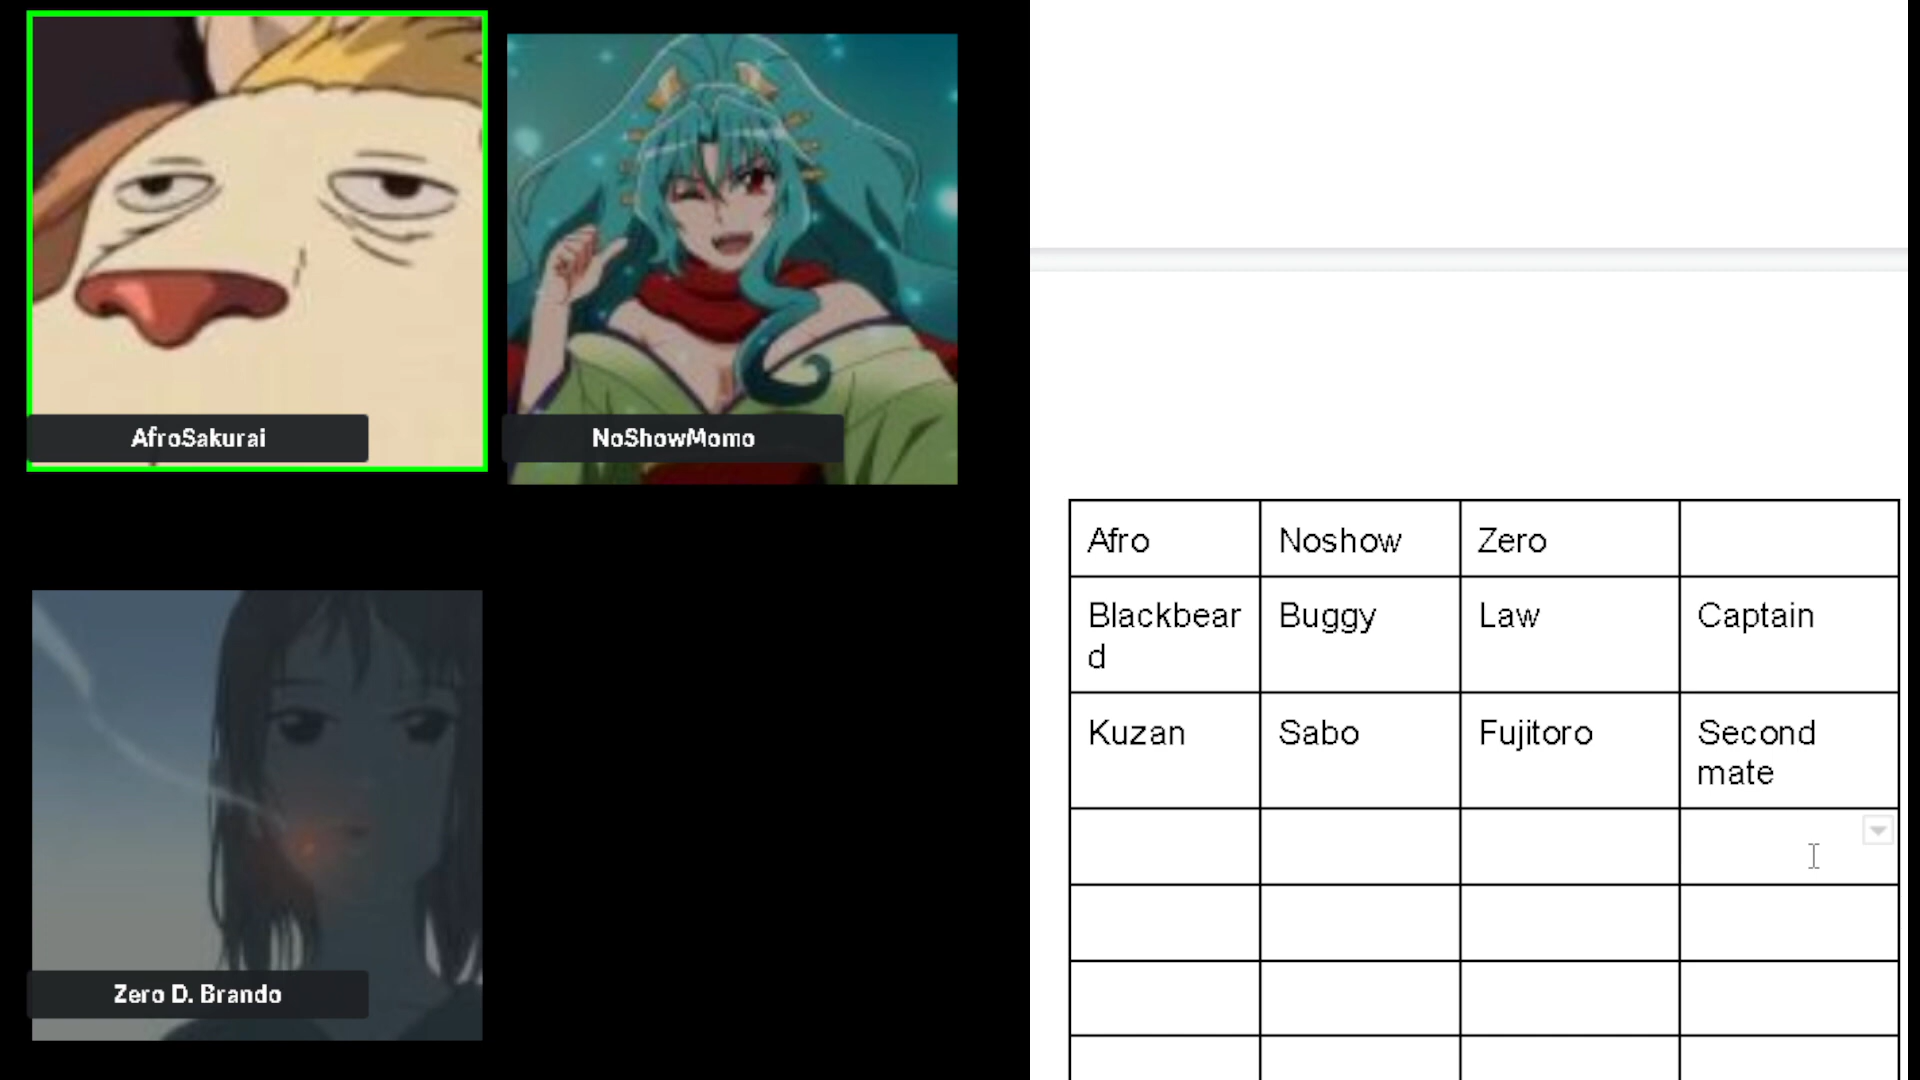 AfroSakurai
NoShowMomo
Zero D. Brando
Afro Noshow Zero
Blackbear Buggy Law Captain
d
Kuzan Sabo Fujitoro Second
mate